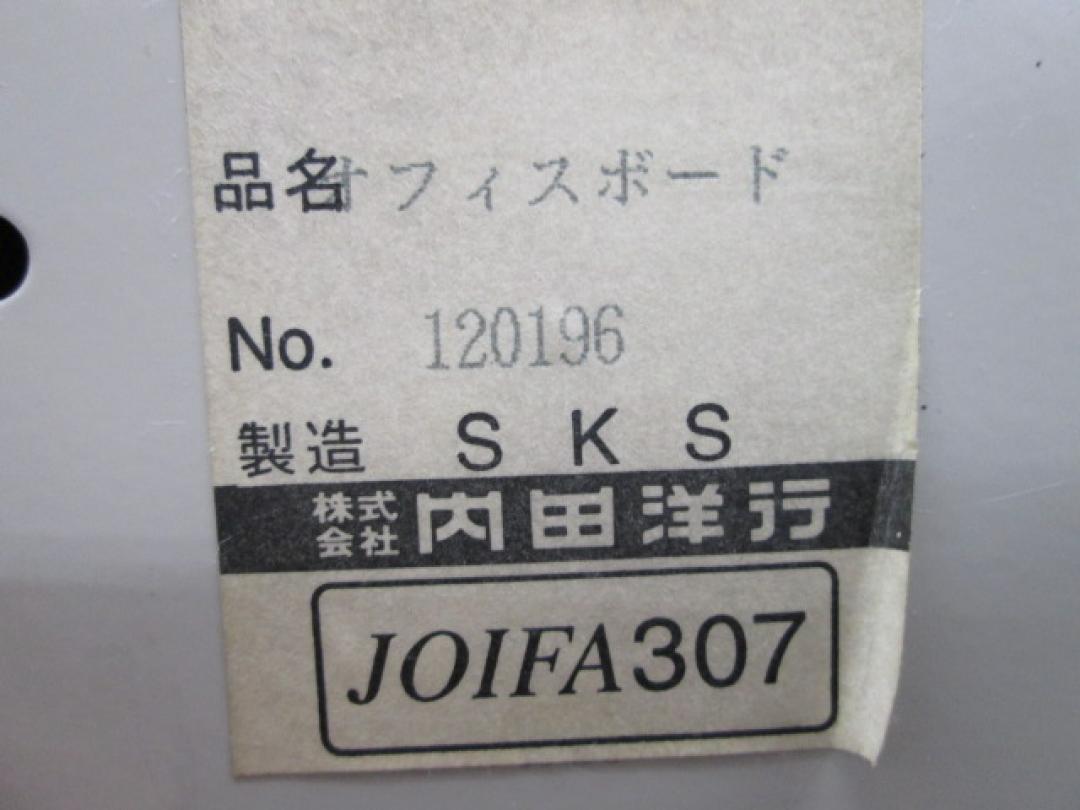 品名オフィスボード
No. 120196
製造 SKS
株式会社 内田洋行
JOIFA307